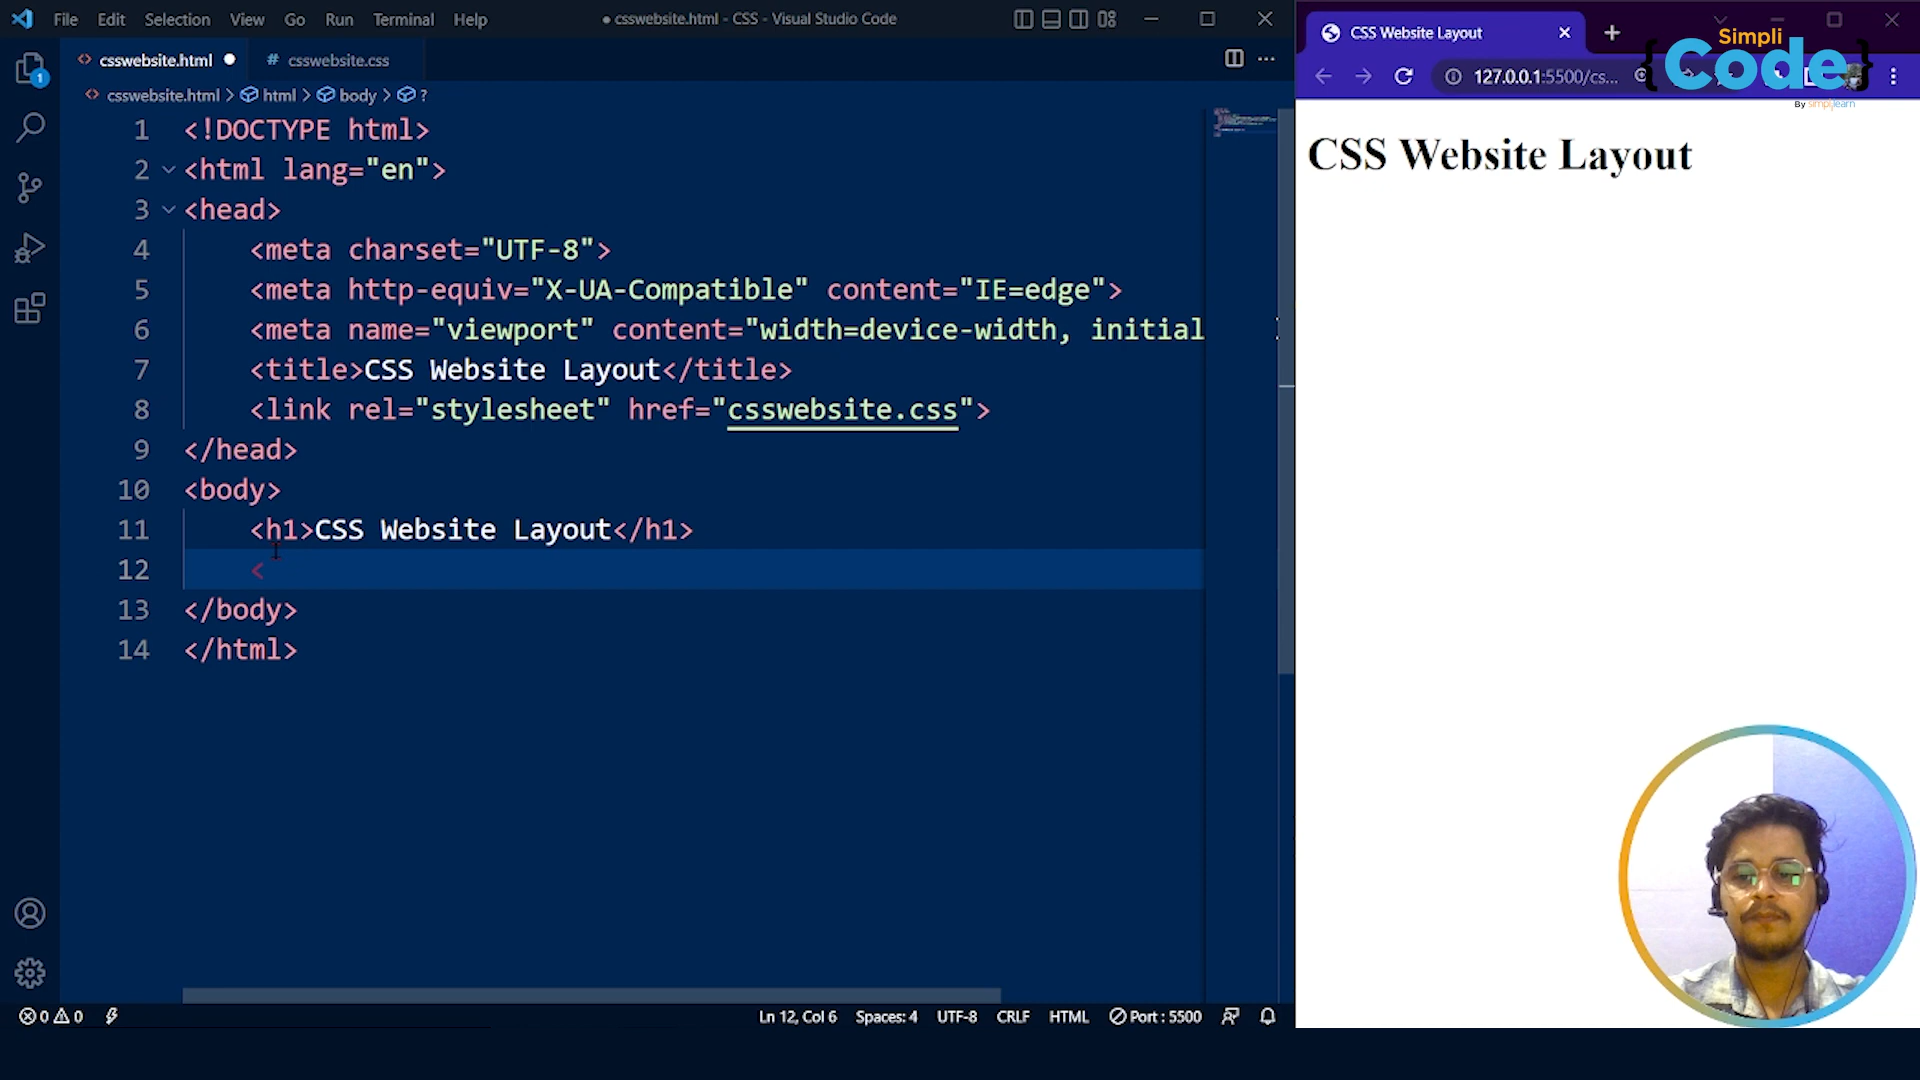 File Edit Selection View Go Run Terminal Help
● csswebsite.html - CSS - Visual Studio Code
<> csswebsite.html ●
# csswebsite.css
<> csswebsite.html > html > body > ?
1 <!DOCTYPE html>
2 <html lang="en">
3 <head>
4 <meta charset="UTF-8">
5 <meta http-equiv="X-UA-Compatible" content="IE=edge">
6 <meta name="viewport" content="width=device-width, initial
7 <title>CSS Website Layout</title>
8 <link rel="stylesheet" href="csswebsite.css">
9 </head>
10 <body>
11 <h1>CSS Website Layout</h1>
12 <
13 </body>
14 </html>
1
0 0
Ln 12, Col 6 Spaces: 4 UTF-8 CRLF HTML Port : 5500
CSS Website Layout
127.0.0.1:5500/cs...
Simpli
{Code}
By simplilearn
CSS Website Layout